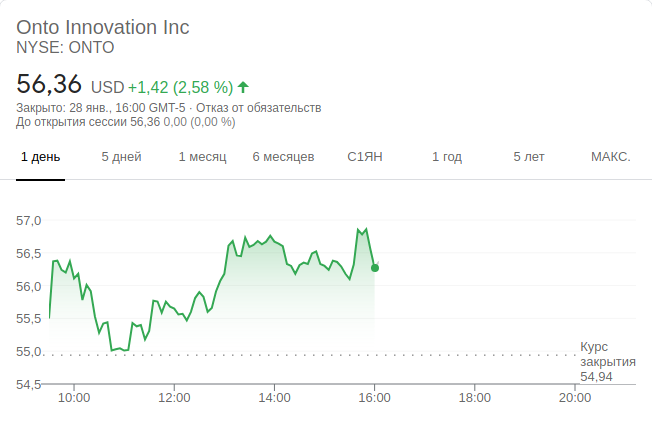 Onto Innovation Inc
NYSE: ONTO
56,36 USD +1,42 (2,58 %)
Закрыто: 28 янв., 16:00 GMT-5 · Отказ от обязательств
До открытия сессии 56,36 0,00 (0,00 %)
1 день 5 дней 1 месяц 6 месяцев С1ЯН 1 год 5 лет МАКС.
57,0
56,5
56,0
55,5
55,0
Курс
закрытия
54,94
54,5
10:00 12:00 14:00 16:00 18:00 20:00